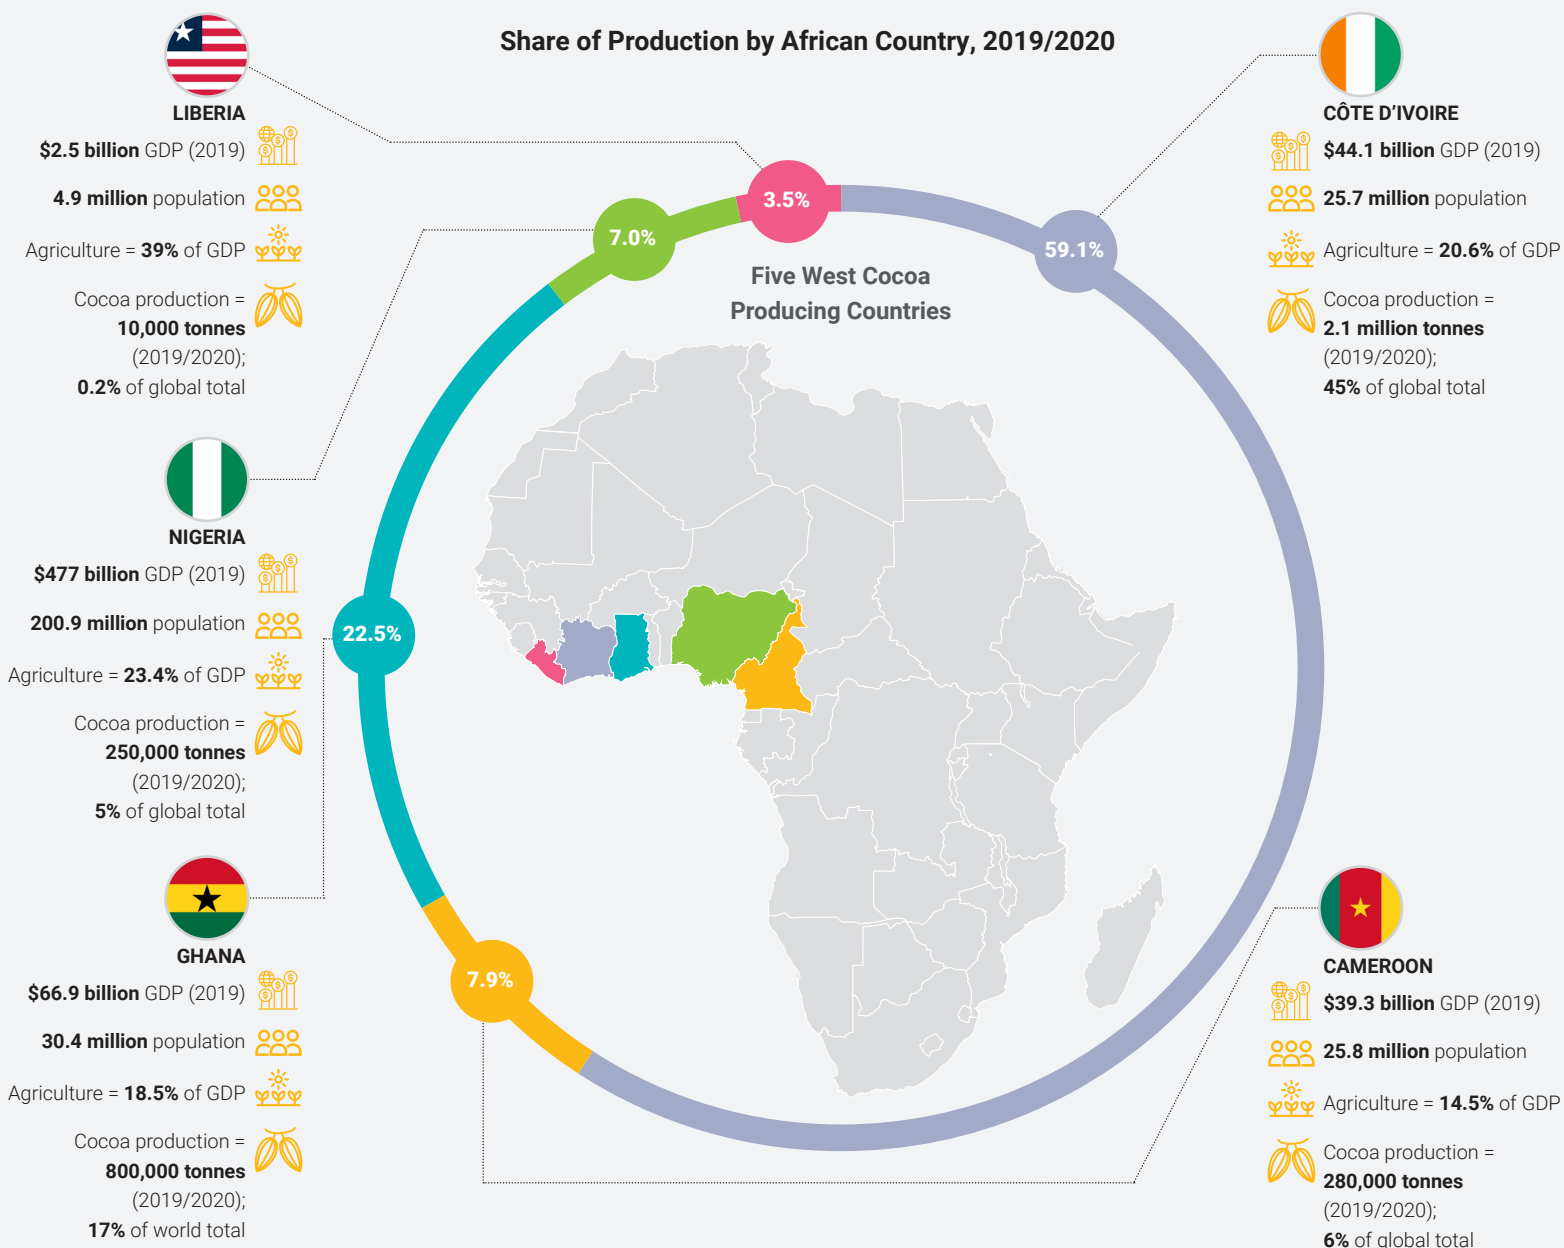 Share of Production by African Country, 2019/2020
LIBERIA
$2.5 billion GDP (2019)
4.9 million population
Agriculture = 39% of GDP
Cocoa production =
10,000 tonnes
(2019/2020);
0.2% of global total
NIGERIA
$477 billion GDP (2019)
200.9 million population
Agriculture = 23.4% of GDP
Cocoa production =
250,000 tonnes
(2019/2020);
5% of global total
GHANA
$66.9 billion GDP (2019)
30.4 million population
Agriculture = 18.5% of GDP
Cocoa production =
800,000 tonnes
(2019/2020);
17% of world total
3.5%
7.0%
59.1%
Five West Cocoa
Producing Countries
22.5%
7.9%
CÔTE D’IVOIRE
$44.1 billion GDP (2019)
25.7 million population
Agriculture = 20.6% of GDP
Cocoa production =
2.1 million tonnes
(2019/2020);
45% of global total
CAMEROON
$39.3 billion GDP (2019)
25.8 million population
Agriculture = 14.5% of GDP
Cocoa production =
280,000 tonnes
(2019/2020);
6% of global total